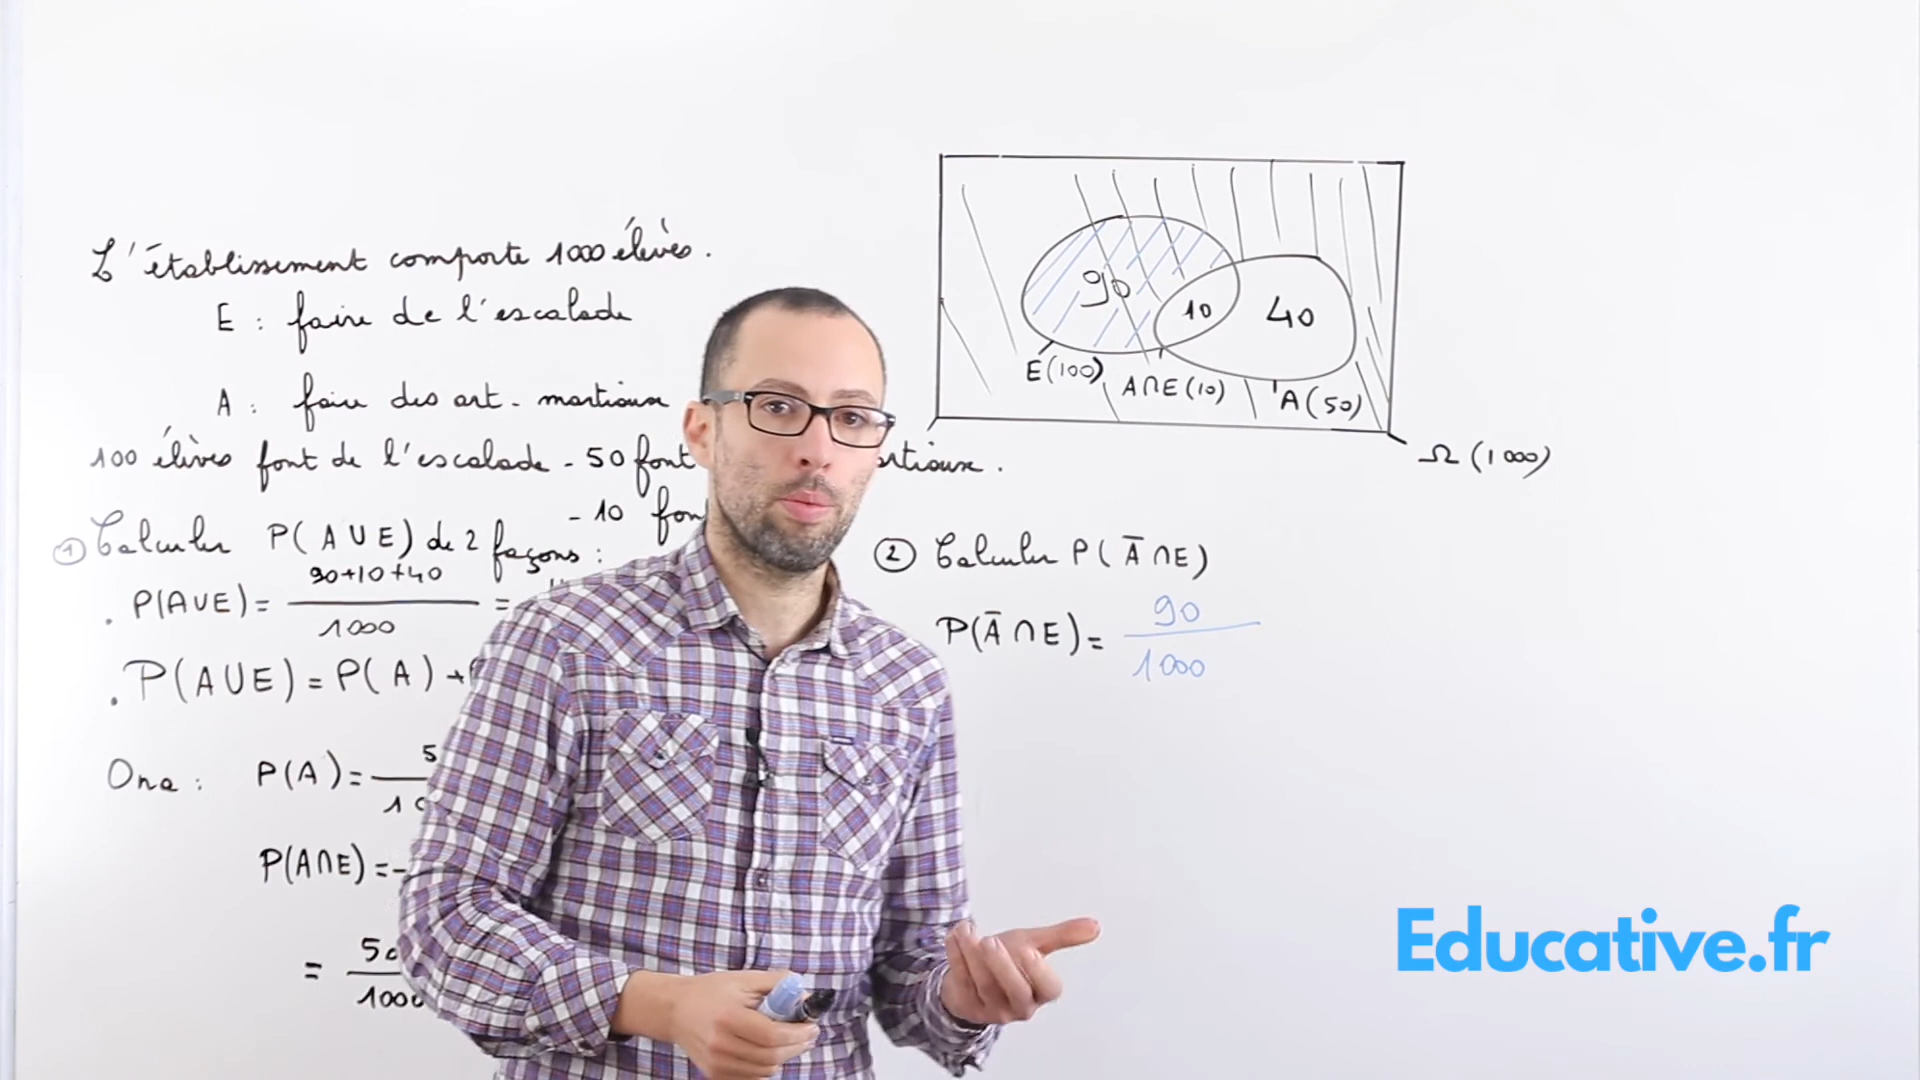 L'établissement comporte 1000 élèves.
E : faire de l'escalade
A : faire des art-martiaux
100 élèves font de l'escalade - 50 font
- 10
① Calculer P(A∪E) de 2 façons :
. P(A∪E) = 90+10+40 / 1000 =
. P(A∪E) = P(A) +
On a : P(A) =
P(A∩E) =
=
90
10
40
E(100)
A∩E(10)
A(50)
Ω(1000)
② Calculer P(Ā∩E)
P(Ā∩E) = 90 / 1000
Educative.fr